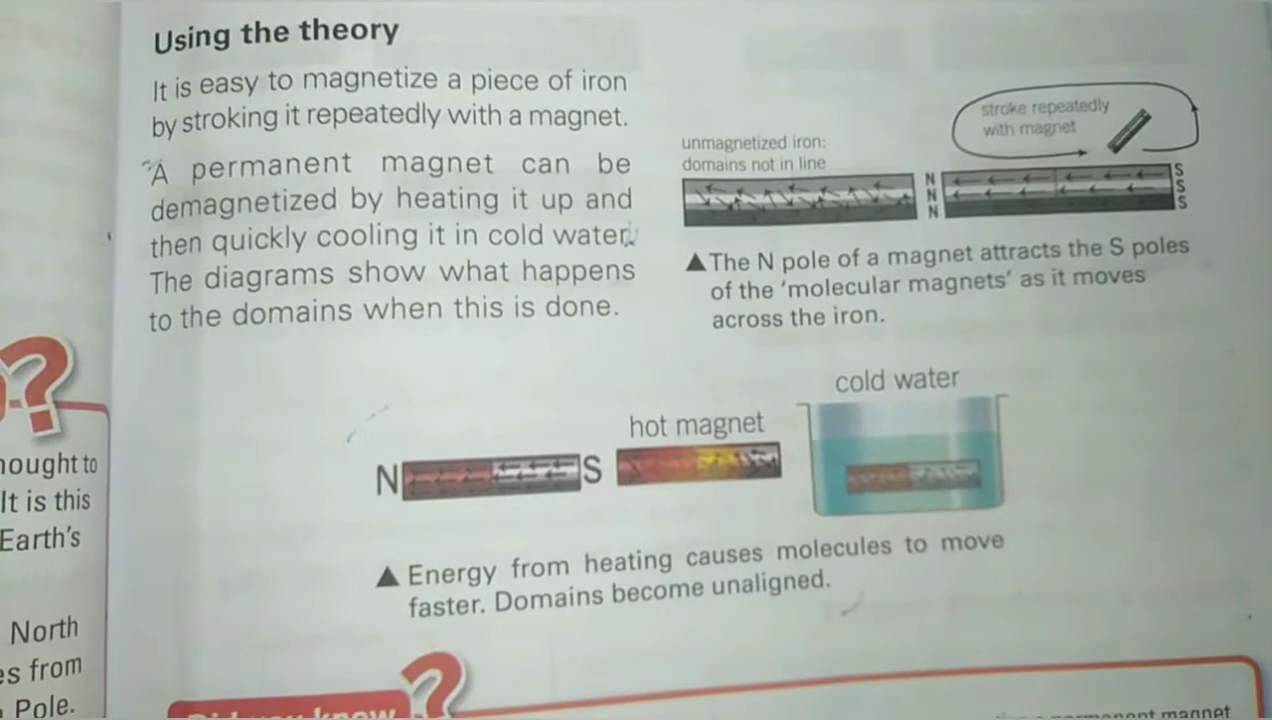 Using the theory
It is easy to magnetize a piece of iron
by stroking it repeatedly with a magnet.
A permanent magnet can be
demagnetized by heating it up and
then quickly cooling it in cold water.
The diagrams show what happens
to the domains when this is done.
unmagnetized iron:
domains not in line
stroke repeatedly
with magnet
N
N
N
S
S
S
▲ The N pole of a magnet attracts the S poles
of the 'molecular magnets' as it moves
across the iron.
N
S
hot magnet
cold water
▲ Energy from heating causes molecules to move
faster. Domains become unaligned.
?
to
It is this
Earth's
North
from
Pole.
?
know
magnet